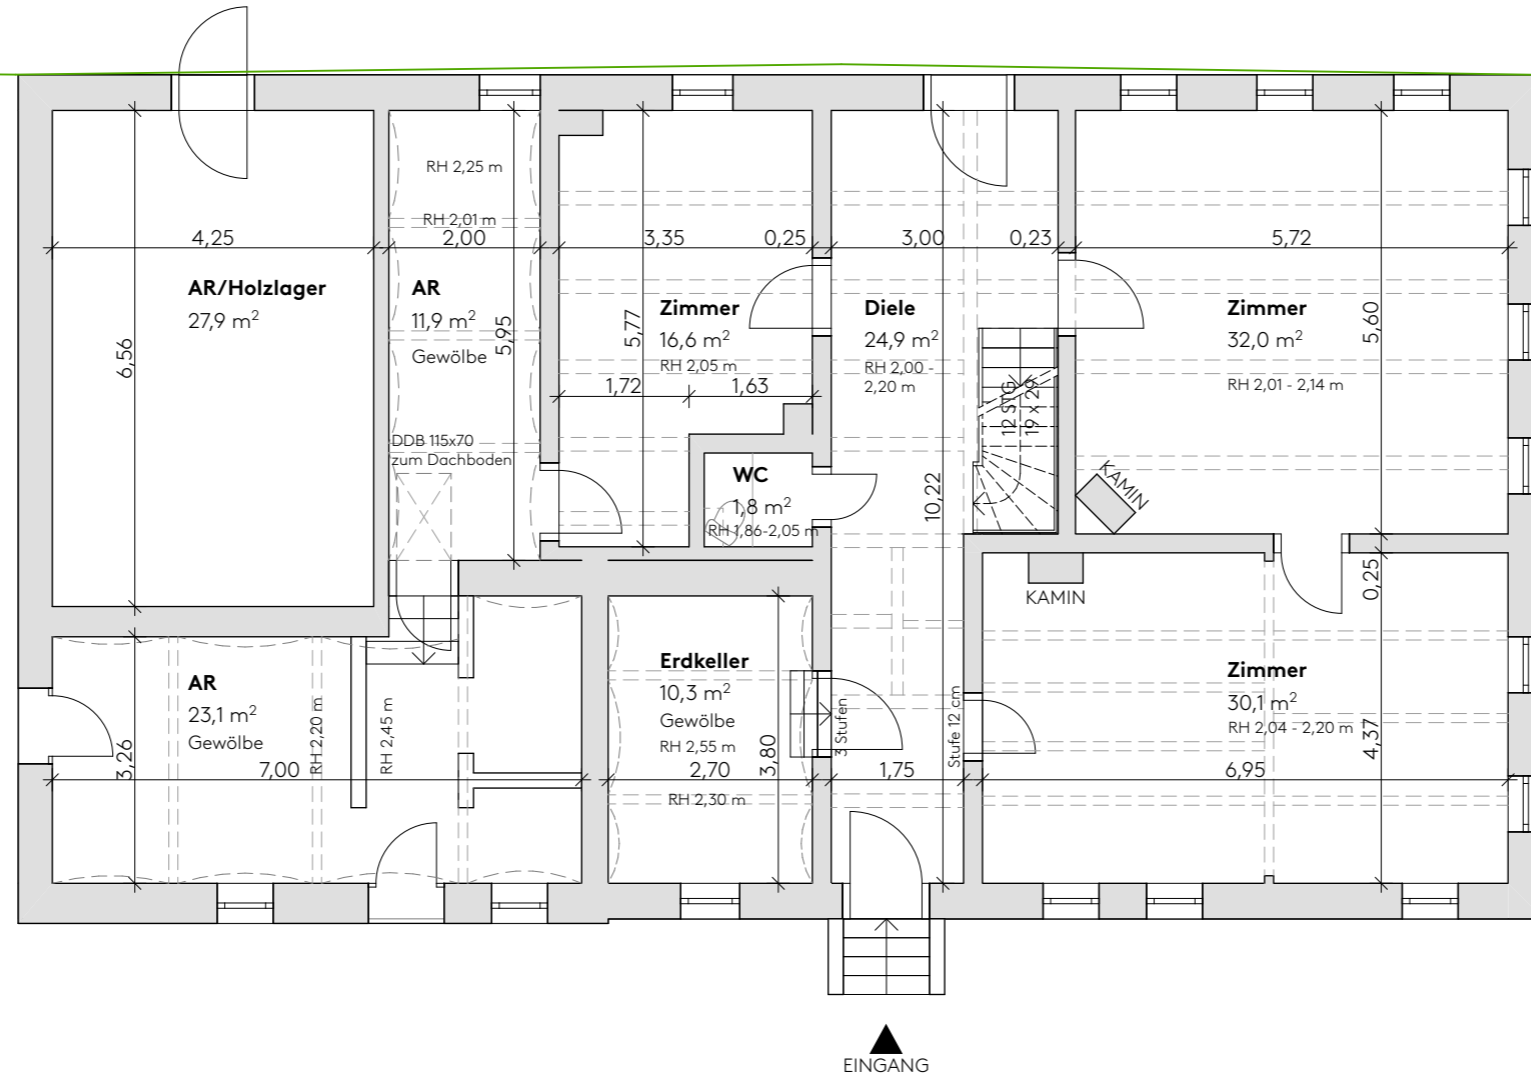 RH 2,25 m
RH 2,01 m
4,25
2,00
3,35
0,25
3,00
0,23
5,72
AR/Holzlager
27,9 m²
AR
11,9 m²
Gewölbe
Zimmer
16,6 m²
RH 2,05 m
Diele
24,9 m²
RH 2,00 -
2,20 m
Zimmer
32,0 m²
RH 2,01 - 2,14 m
6,56
5,95
5,77
5,60
1,72
1,63
12 STG
19 x 29
DDB 115x70
zum Dachboden
WC
1,8 m²
RH 1,86-2,05 m
10,22
KAMIN
KAMIN
0,25
AR
23,1 m²
Gewölbe
RH 2,20 m
RH 2,45 m
3,26
7,00
Erdkeller
10,3 m²
Gewölbe
RH 2,55 m
2,70
RH 2,30 m
3,80
3 Stufen
1,75
Stufe 12 cm
Zimmer
30,1 m²
RH 2,04 - 2,20 m
4,37
6,95
EINGANG